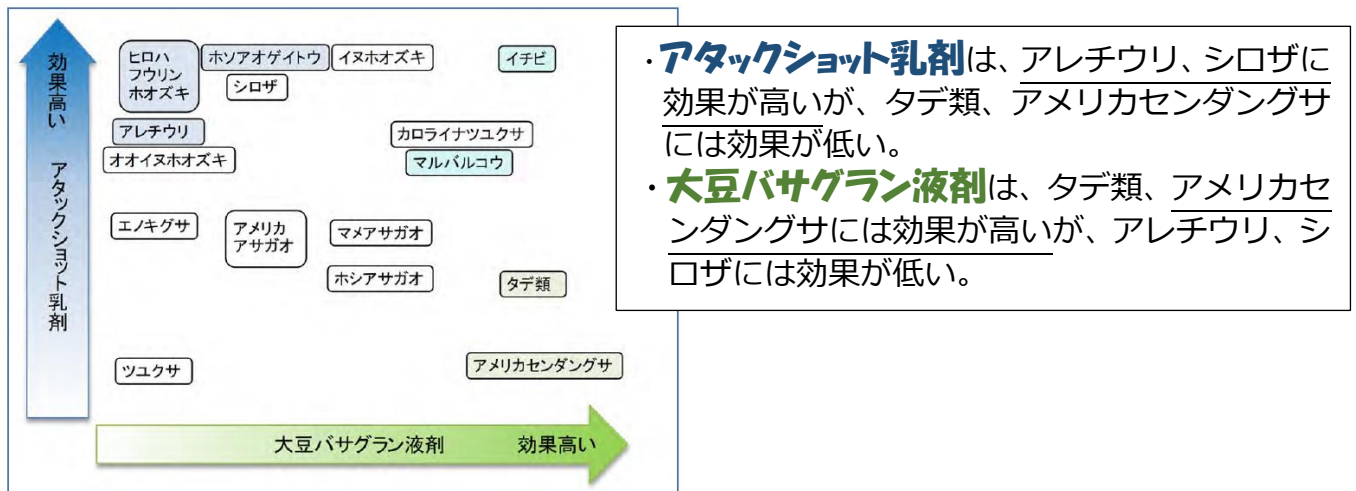 効果高い　アタックショット乳剤
ヒロハ
フウリン
ホオズキ
ホソアオゲイトウ
イヌホオズキ
イチビ
シロザ
アレチウリ
カロライナツユクサ
オオイヌホオズキ
マルバルコウ
エノキグサ
アメリカ
アサガオ
マメアサガオ
ホシアサガオ
タデ類
ツユクサ
アメリカセンダングサ
大豆バサグラン液剤　効果高い
・アタックショット乳剤は、アレチウリ、シロザに
効果が高いが、タデ類、アメリカセンダングサ
には効果が低い。
・大豆バサグラン液剤は、タデ類、アメリカセ
ンダングサには効果が高いが、アレチウリ、シ
ロザには効果が低い。